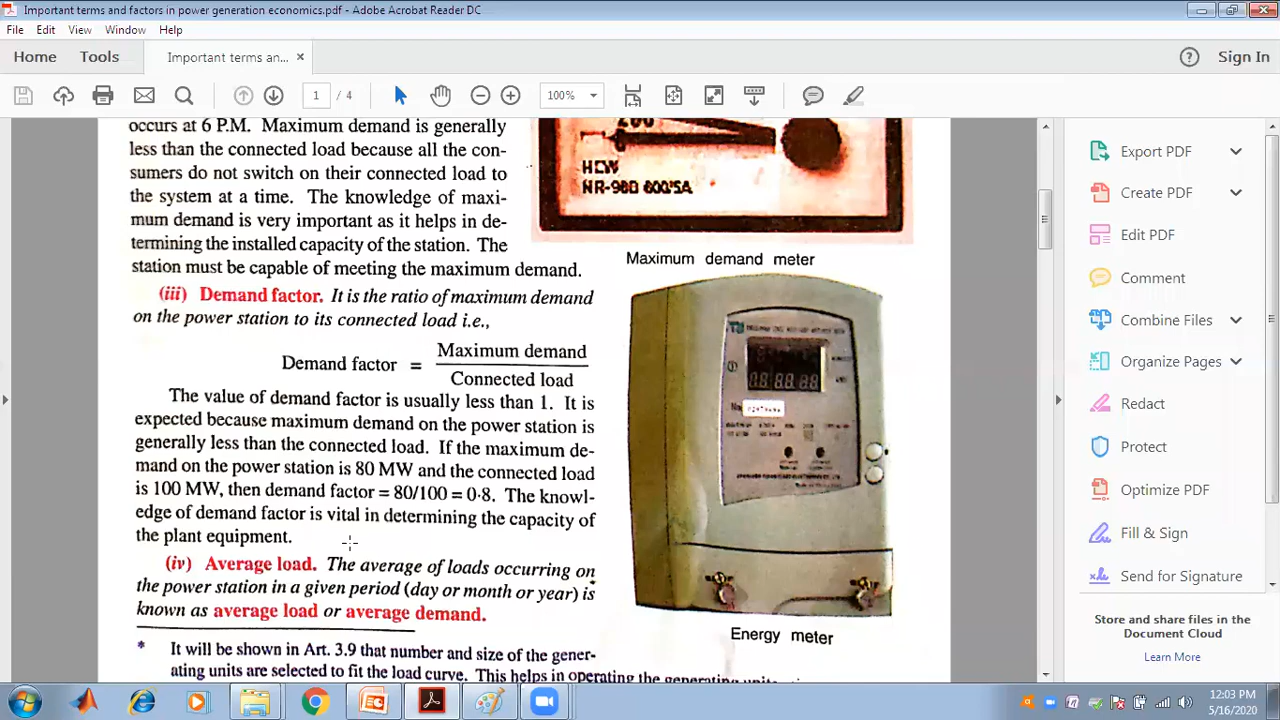 Important terms and factors in power generation economics.pdf - Adobe Acrobat Reader DC
File Edit View Window Help
Home Tools Important terms an... × Sign In
1 / 4 100%
occurs at 6 P.M. Maximum demand is generally
less than the connected load because all the con-
sumers do not switch on their connected load to
the system at a time. The knowledge of maxi-
mum demand is very important as it helps in de-
termining the installed capacity of the station. The
station must be capable of meeting the maximum demand.
(iii) Demand factor. It is the ratio of maximum demand
on the power station to its connected load i.e.,
Demand factor = Maximum demand
Connected load
The value of demand factor is usually less than 1. It is
expected because maximum demand on the power station is
generally less than the connected load. If the maximum de-
mand on the power station is 80 MW and the connected load
is 100 MW, then demand factor = 80/100 = 0·8. The knowl-
edge of demand factor is vital in determining the capacity of
the plant equipment.
(iv) Average load. The average of loads occurring on
the power station in a given period (day or month or year) is
known as average load or average demand.
* It will be shown in Art. 3.9 that number and size of the gener-
ating units are selected to fit the load curve. This helps in operating the generating units
Maximum demand meter
Energy meter
Export PDF
Create PDF
Edit PDF
Comment
Combine Files
Organize Pages
Redact
Protect
Optimize PDF
Fill & Sign
Send for Signature
Store and share files in the
Document Cloud
Learn More
12:03 PM
5/16/2020